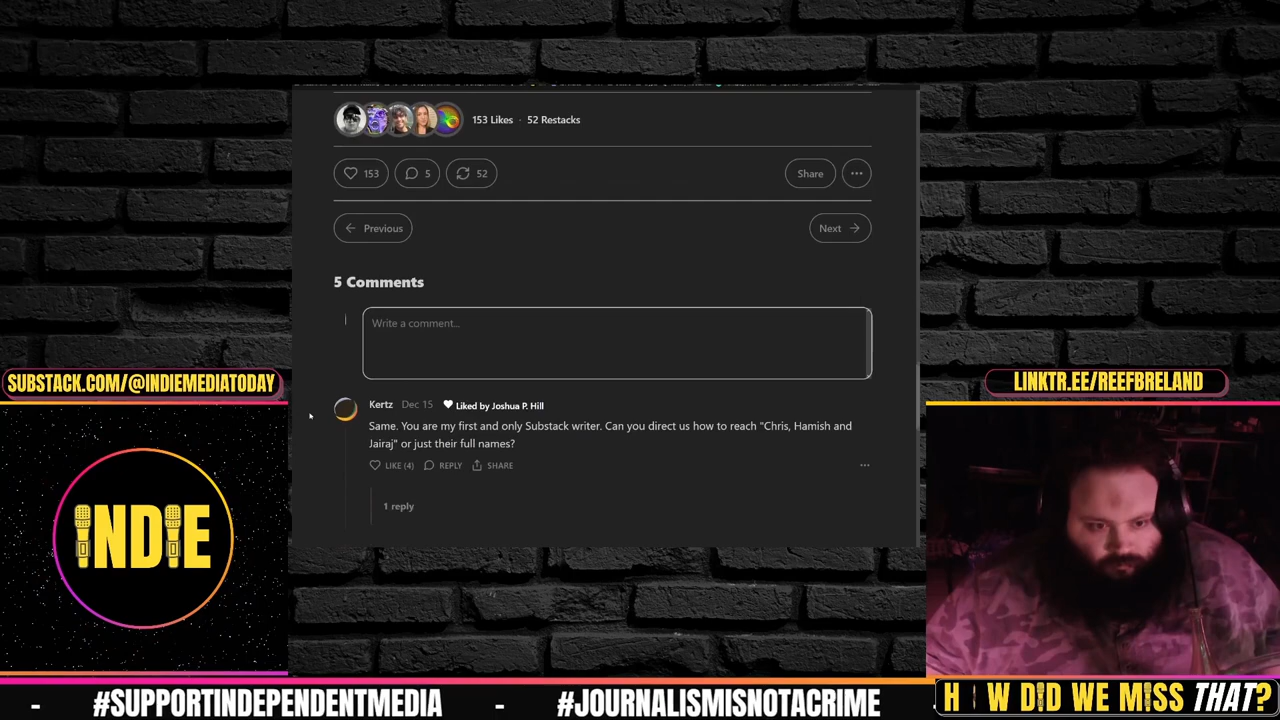 153 Likes · 52 Restacks
153
5
52
Share
Previous
Next
5 Comments
Write a comment...
Kertz Dec 15 Liked by Joshua P. Hill
Same. You are my first and only Substack writer. Can you direct us how to reach "Chris, Hamish and
Jairaj" or just their full names?
LIKE (4) REPLY SHARE
1 reply
SUBSTACK.COM/@INDIEMEDIATODAY
LINKTR.EE/REEFBRELAND
INDIE
- #SUPPORTINDEPENDENTMEDIA - #JOURNALISMISNOTACRIME -
HOW DID WE MISS THAT?